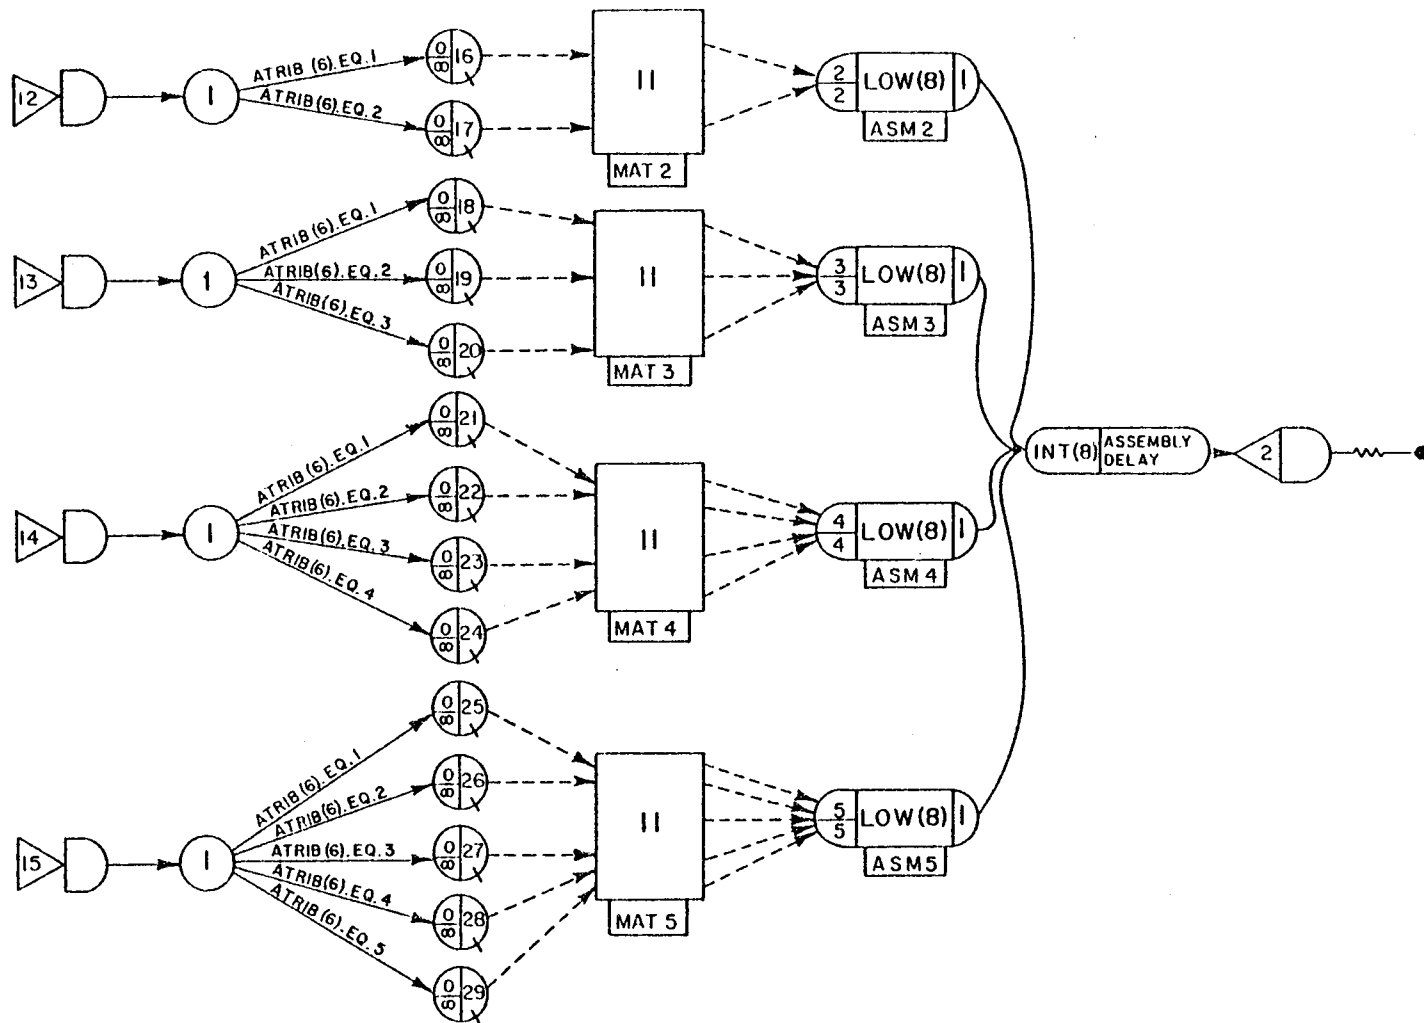 12
1
ATRIB (6). EQ. 1
ATRIB(6). EQ. 2
0 ∞ 16
0 ∞ 17
11
MAT 2
2 2 LOW(8) 1
ASM 2
13
1
ATRIB(6). EQ. 1
ATRIB(6). EQ. 2
ATRIB(6). EQ. 3
0 ∞ 18
0 ∞ 19
0 ∞ 20
11
MAT 3
3 3 LOW(8) 1
ASM 3
14
1
ATRIB(6). EQ. 1
ATRIB(6). EQ. 2
ATRIB(6). EQ. 3
ATRIB(6). EQ. 4
0 ∞ 21
0 ∞ 22
0 ∞ 23
0 ∞ 24
11
MAT 4
4 4 LOW(8) 1
ASM 4
INT(8) ASSEMBLY
DELAY
2
15
1
ATRIB(6). EQ. 1
ATRIB(6). EQ. 2
ATRIB(6). EQ. 3
ATRIB(6). EQ. 4
ATRIB(6). EQ. 5
0 ∞ 25
0 ∞ 26
0 ∞ 27
0 ∞ 28
0 ∞ 29
11
MAT 5
5 5 LOW(8) 1
ASM5